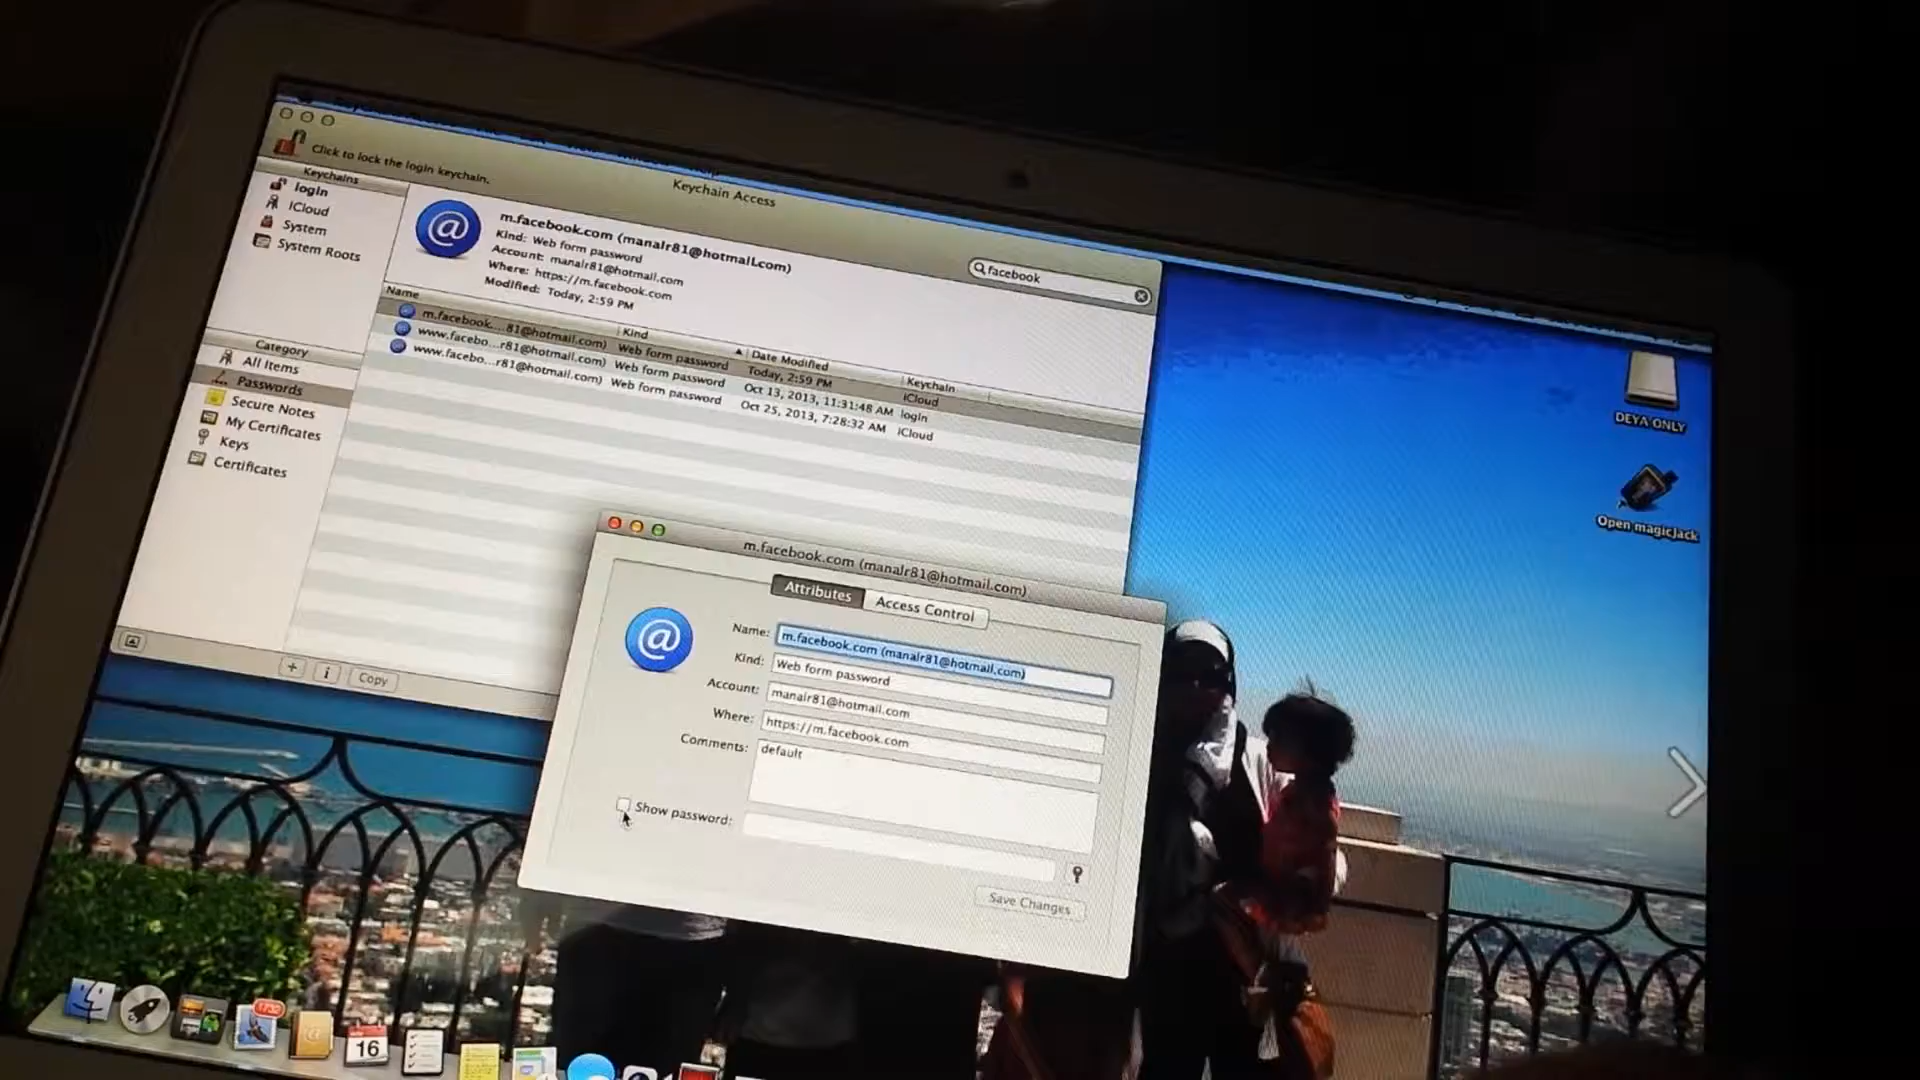 Click to lock the login keychain.
Keychain Access
facebook
Keychains
login
iCloud
System
System Roots
m.facebook.com (manalr81@hotmail.com)
Kind: Web form password
Account: manalr81@hotmail.com
Where: https://m.facebook.com
Modified: Today, 2:59 PM
Name
Kind
Date Modified
Keychain
m.facebook....81@hotmail.com) Web form password Today, 2:59 PM iCloud
www.facebo...r81@hotmail.com) Web form password Oct 13, 2013, 11:31:48 AM login
www.facebo...r81@hotmail.com) Web form password Oct 25, 2013, 7:28:32 AM iCloud
Category
All Items
Passwords
Secure Notes
My Certificates
Keys
Certificates
+ i Copy
m.facebook.com (manalr81@hotmail.com)
Attributes Access Control
Name: m.facebook.com (manalr81@hotmail.com)
Kind: Web form password
Account: manalr81@hotmail.com
Where: https://m.facebook.com
Comments: default
Show password:
Save Changes
DEYA ONLY
Open magicJack
1732
16